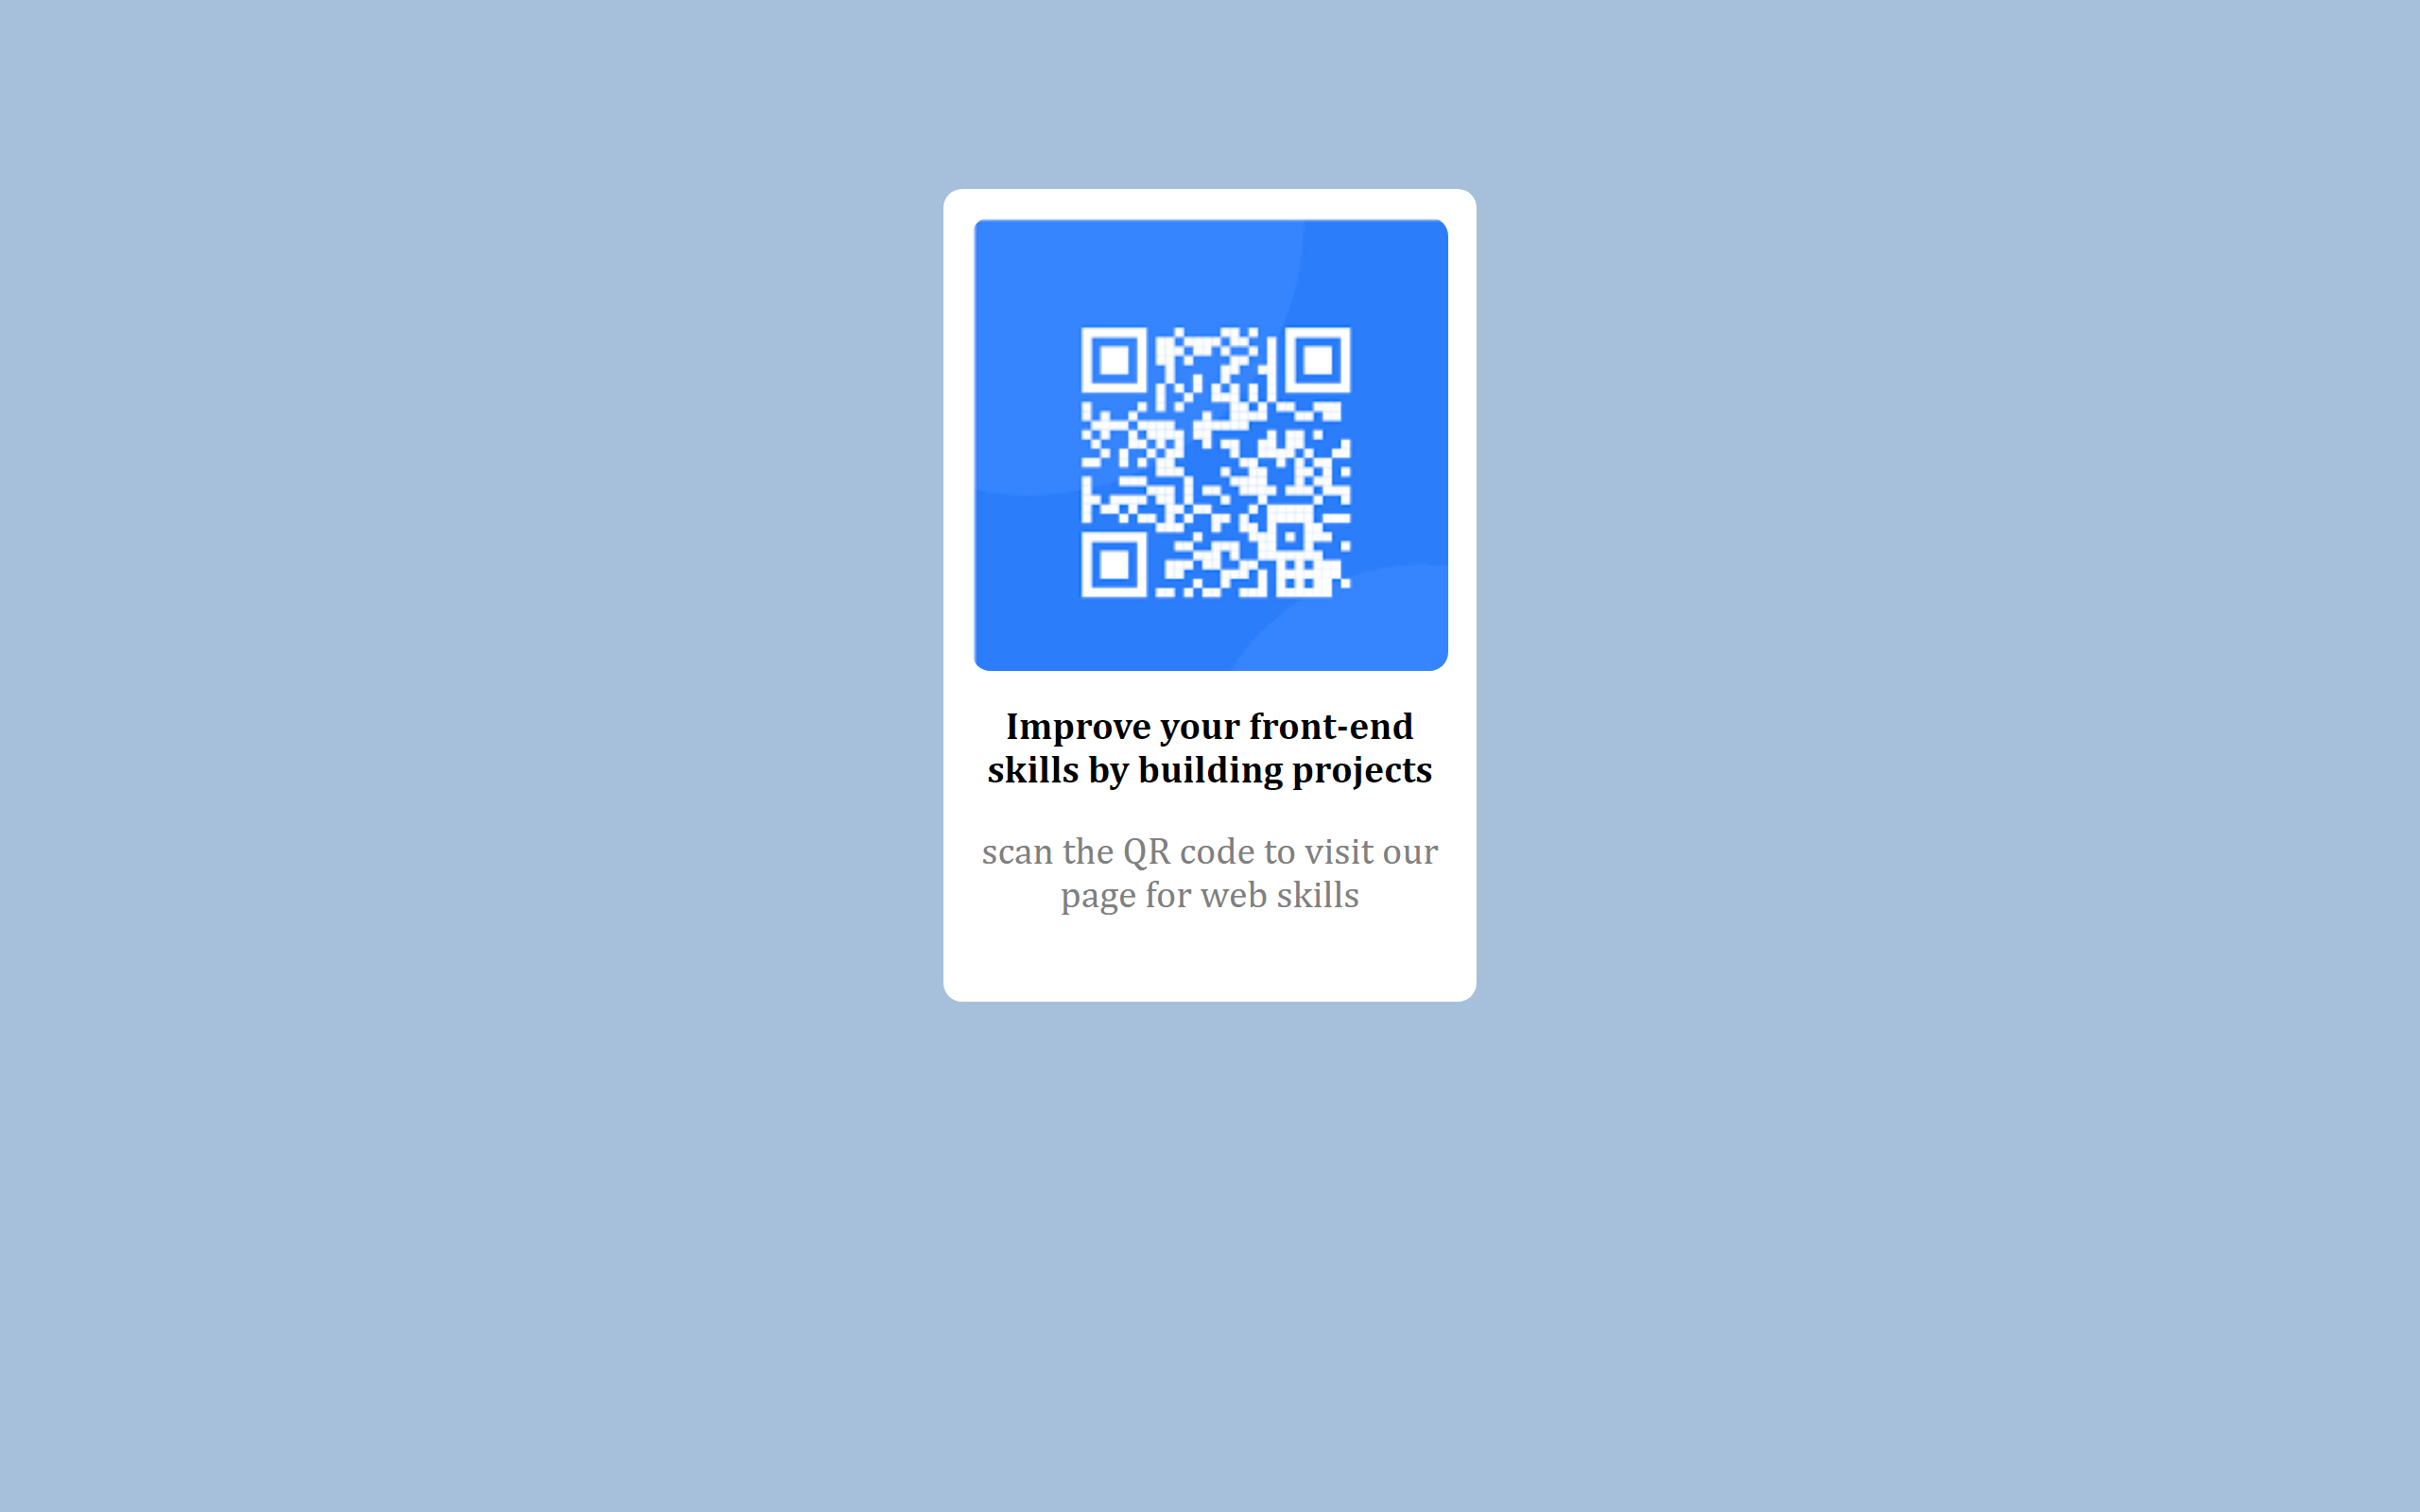 Improve your front-end
skills by building projects
scan the QR code to visit our
page for web skills